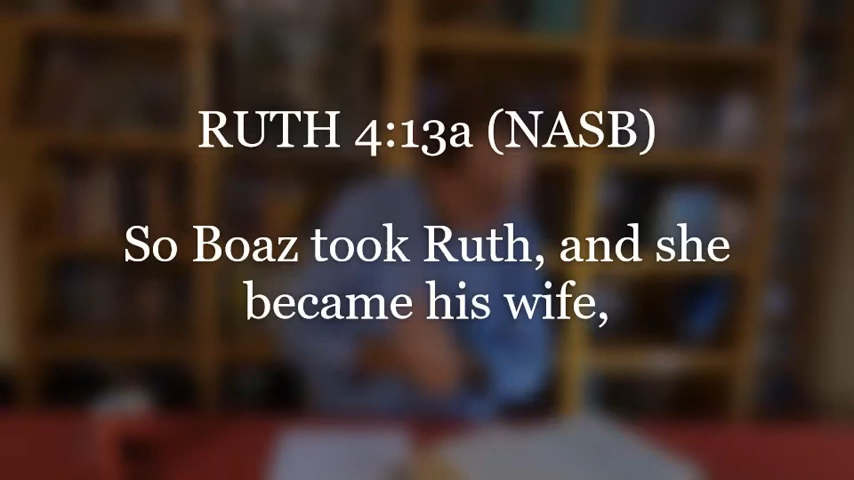 RUTH 4:13a (NASB)
So Boaz took Ruth, and she
became his wife,